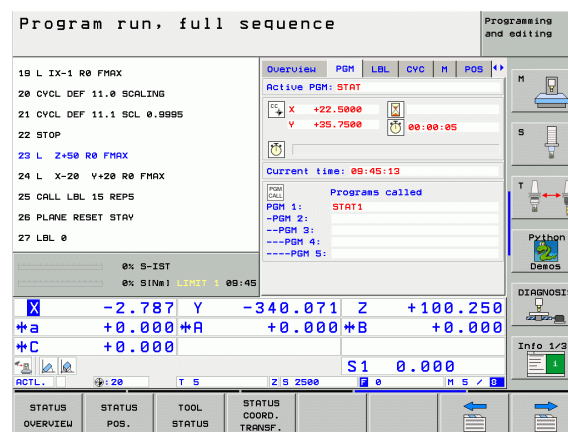 Program run, full sequence
Programming and editing
19 L IX-1 R0 FMAX
20 CYCL DEF 11.0 SCALING
21 CYCL DEF 11.1 SCL 0.9995
22 STOP
23 L Z+50 R0 FMAX
24 L X-20 Y+20 R0 FMAX
25 CALL LBL 15 REP5
26 PLANE RESET STAY
27 LBL 0
0% S-IST
0% S[Nm] LIMIT 1 09:45
Overview PGM LBL CYC M POS
Active PGM: STAT
CC X +22.5000
Y +35.7500 00:00:05
Current time: 09:45:13
PGM CALL Programs called
PGM 1: STAT1
-PGM 2:
--PGM 3:
---PGM 4:
----PGM 5:
X -2.787 Y -340.071 Z +100.250
a +0.000 A +0.000 B +0.000
C +0.000
S1 0.000
ACTL. : 20 T 5 Z S 2500 F 0 M 5 / 8
M
S
T
Python
Demos
DIAGNOSI
Info 1/3
STATUS OVERVIEW
STATUS POS.
TOOL STATUS
STATUS COORD. TRANSF.